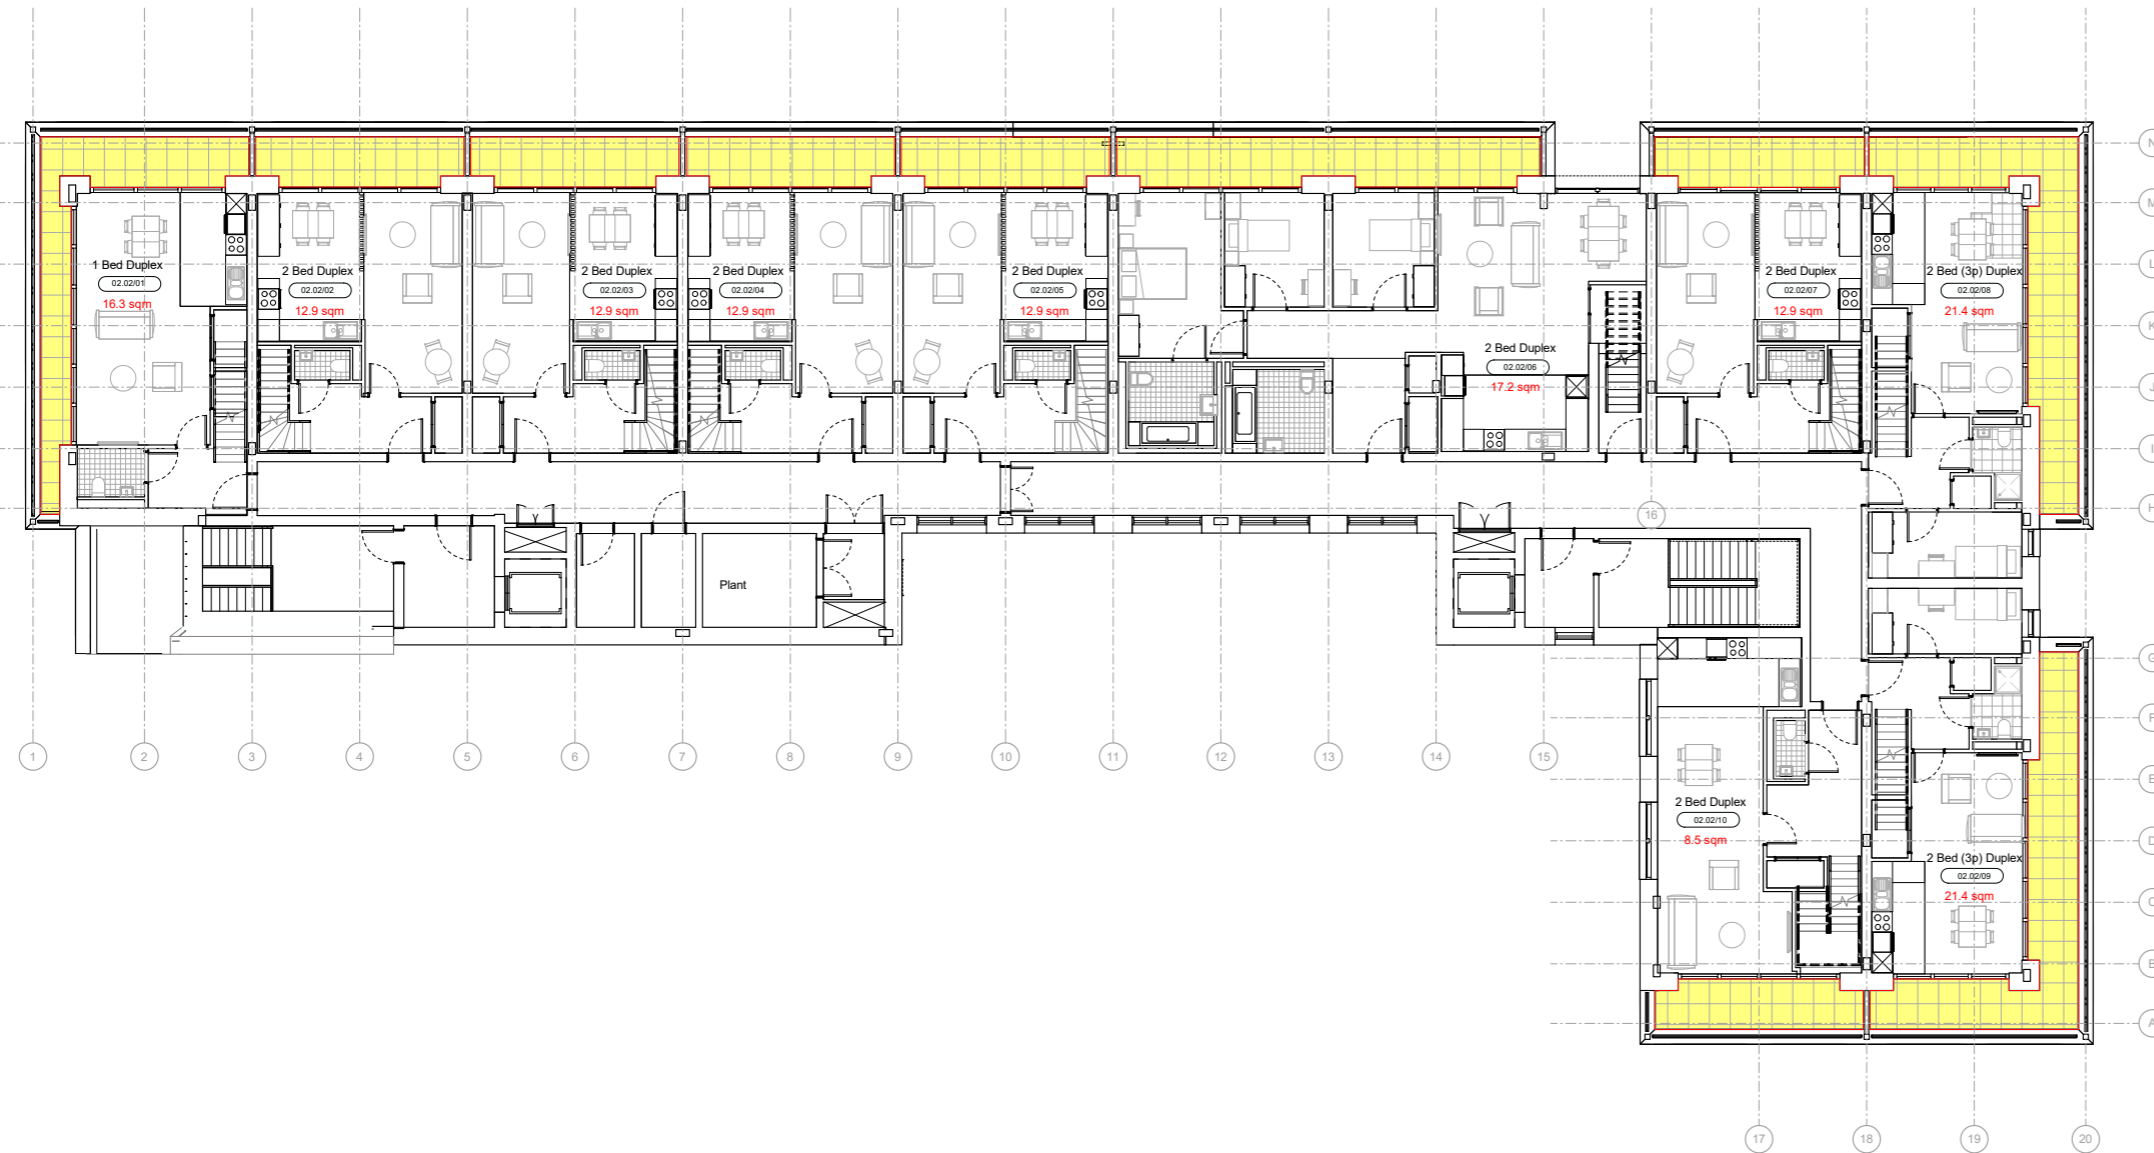 N
M
1 Bed Duplex
02.02/01
16.3 sqm
2 Bed Duplex
02.02/02
12.9 sqm
2 Bed Duplex
02.02/03
12.9 sqm
2 Bed Duplex
02.02/04
12.9 sqm
2 Bed Duplex
02.02/05
12.9 sqm
2 Bed Duplex
02.02/06
17.2 sqm
2 Bed Duplex
02.02/07
12.9 sqm
2 Bed (3p) Duplex
02.02/08
21.4 sqm
L
K
J
I
H
16
Plant
G
F
E
D
C
B
A
1
2
3
4
5
6
7
8
9
10
11
12
13
14
15
2 Bed Duplex
02.02/10
8.5 sqm
2 Bed (3p) Duplex
02.02/09
21.4 sqm
17
18
19
20